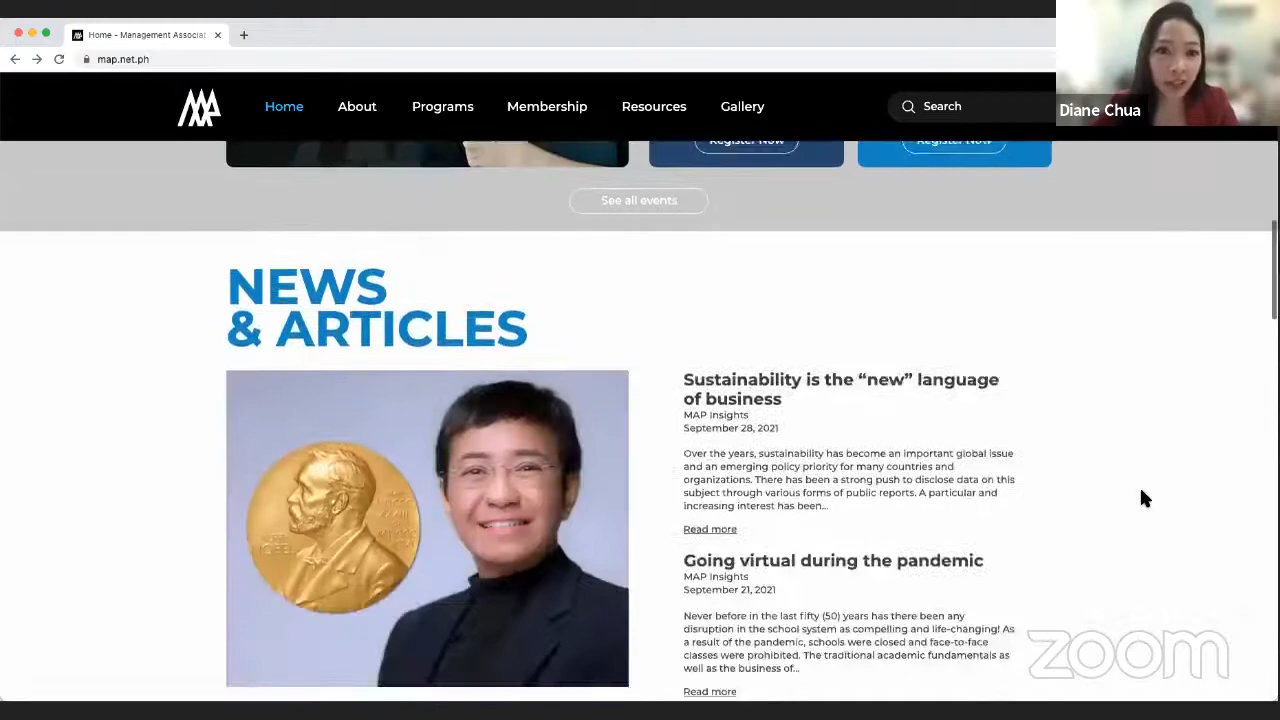 Home - Management Associat
map.net.ph
MAP
Home
About
Programs
Membership
Resources
Gallery
Search
Diane Chua
Register Now
Register Now
See all events
NEWS
& ARTICLES
Sustainability is the “new” language
of business
MAP Insights
September 28, 2021
Over the years, sustainability has become an important global issue
and an emerging policy priority for many countries and
organizations. There has been a strong push to disclose data on this
subject through various forms of public reports. A particular and
increasing interest has been...
Read more
Going virtual during the pandemic
MAP Insights
September 21, 2021
Never before in the last fifty (50) years has there been any
disruption in the school system as compelling and life-changing! As
a result of the pandemic, schools were closed and face-to-face
classes were prohibited. The traditional academic fundamentals as
well as the business of...
Read more
zoom